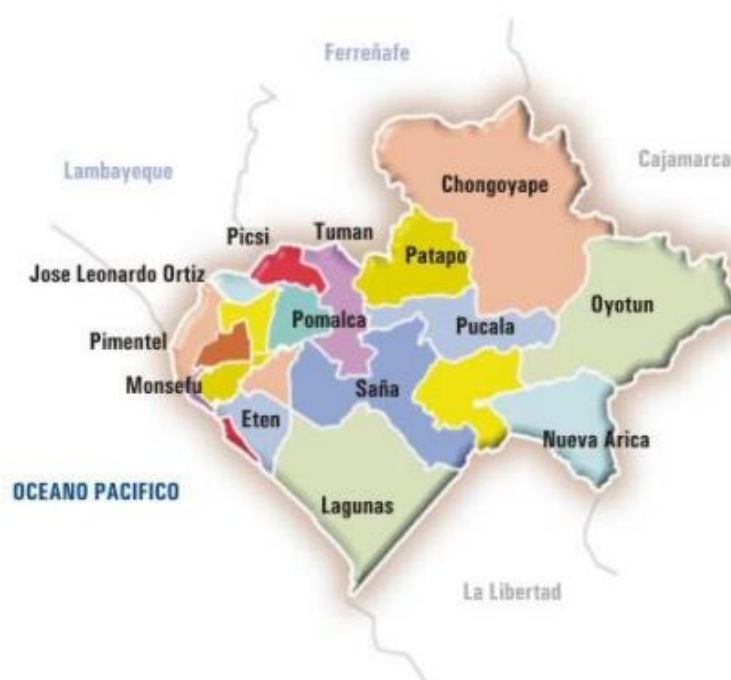 Ferreñafe
Cajamarca
Chongoyape
Lambayeque
Picsi
Tuman
Patapo
Jose Leonardo Ortiz
Oyotun
Pomalca
Pucala
Pimentel
Monsefu
Saña
Eten
Nueva Arica
OCEANO PACIFICO
Lagunas
La Libertad